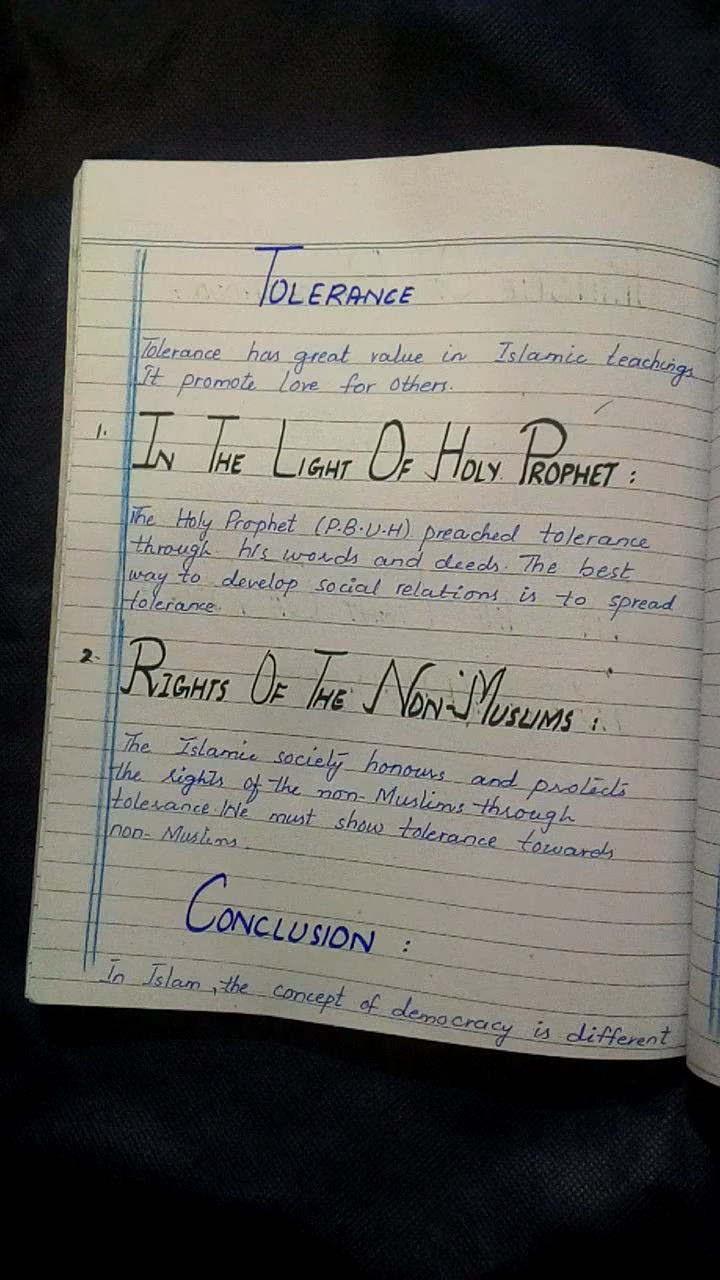 TOLERANCE
Tolerance has great value in Islamic teachings.
It promote love for others.
1. IN THE LIGHT OF HOLY PROPHET :
The Holy Prophet (P.B.U.H) preached tolerance
through his words and deeds. The best
way to develop social relations is to spread
tolerance.
2. RIGHTS OF THE NON-MUSLIMS :
The Islamic society honours and protects
the rights of the non-Muslims through
tolerance. We must show tolerance towards
non-Muslims.
CONCLUSION :
In Islam, the concept of democracy is different